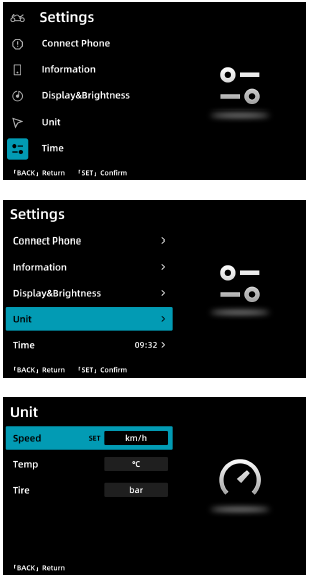 Settings
Connect Phone
Information
Display&Brightness
Unit
Time
「BACK」 Return 「SET」 Confirm
Settings
Connect Phone >
Information >
Display&Brightness >
Unit >
Time 09:32 >
「BACK」 Return 「SET」 Confirm
Unit
Speed SET km/h
Temp °C
Tire bar
「BACK」 Return